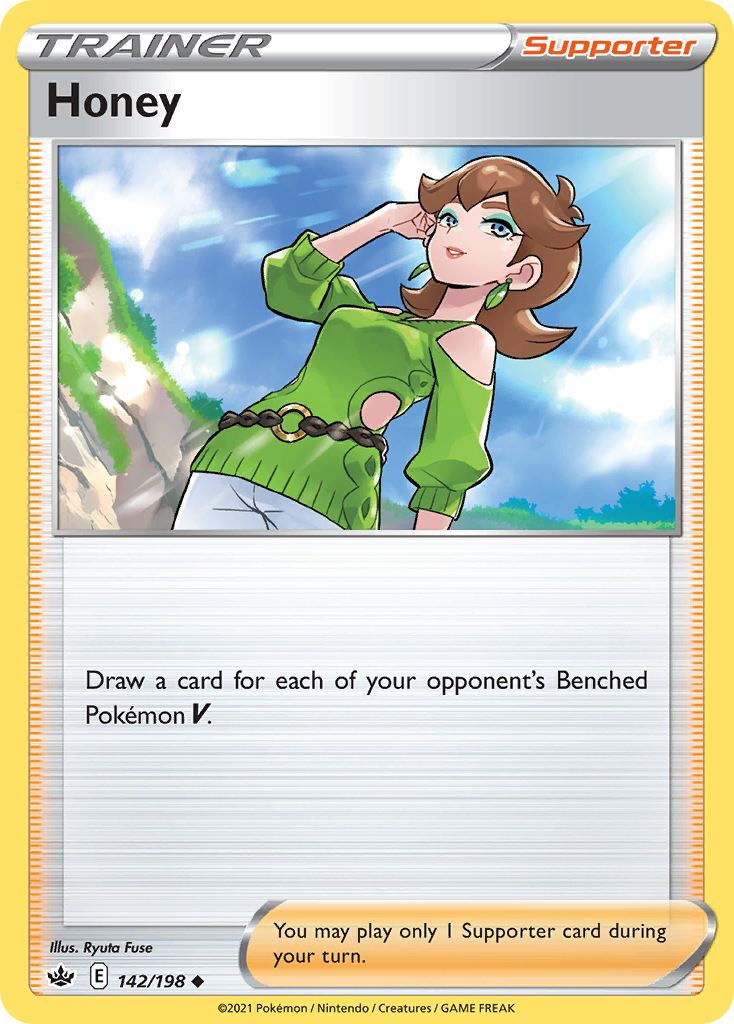 TRAINER
Supporter
Honey
Draw a card for each of your opponent's Benched
Pokémon V.
You may play only 1 Supporter card during
your turn.
Illus. Ryuta Fuse
E 142/198
©2021 Pokémon / Nintendo / Creatures / GAME FREAK